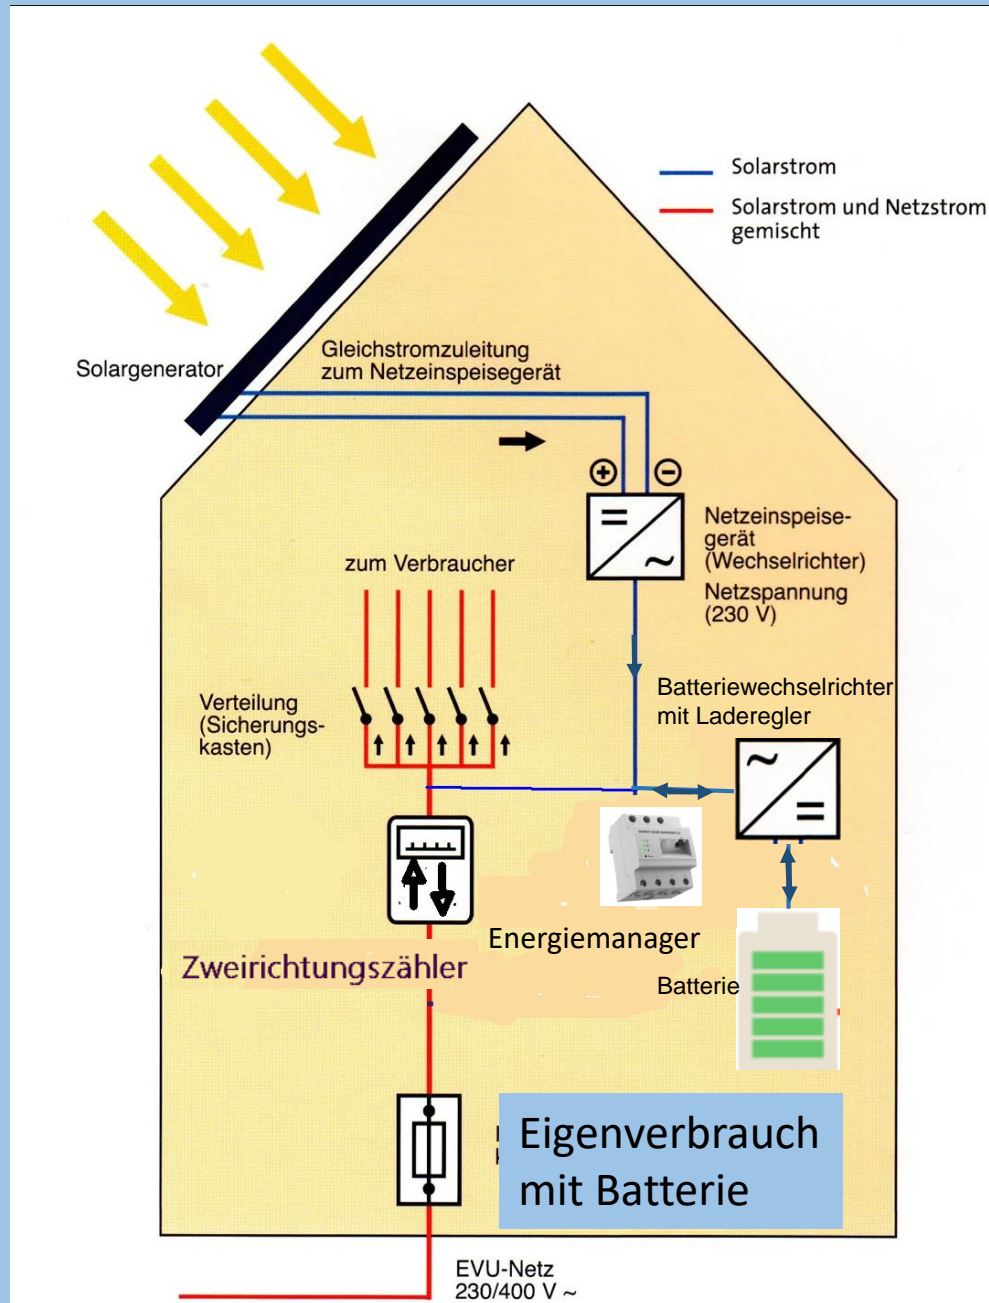 Solarstrom
Solarstrom und Netzstrom
gemischt
Solargenerator
Gleichstromzuleitung
zum Netzeinspeisegerät
+
−
=
~
Netzeinspeise-
gerät
(Wechselrichter)
Netzspannung
(230 V)
zum Verbraucher
Verteilung
(Sicherungs-
kasten)
Batteriewechselrichter
mit Laderegler
~
=
Energiemanager
Zweirichtungszähler
Batterie
Eigenverbrauch
mit Batterie
EVU-Netz
230/400 V ~